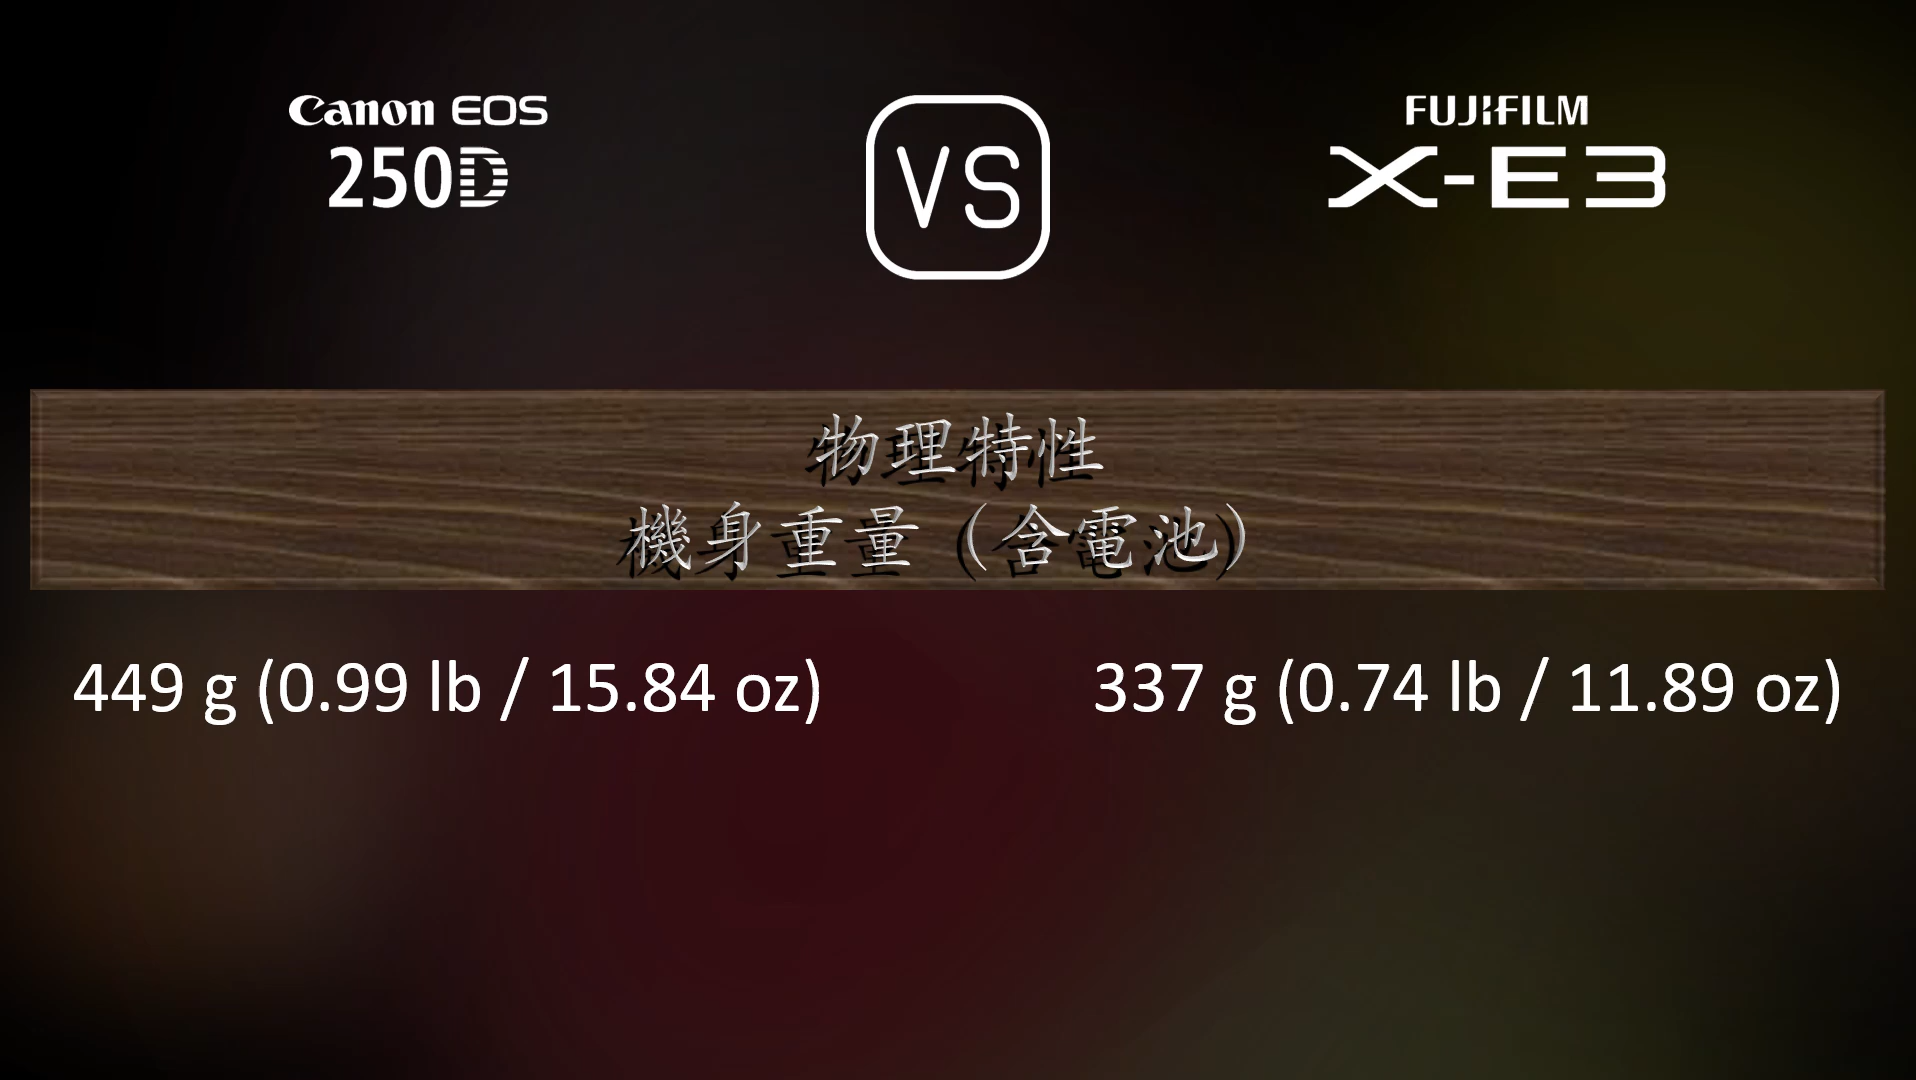 Canon EOS
250D
VS
FUJIFILM
X-E3
物理特性
機身重量（含電池）
449 g (0.99 lb / 15.84 oz)
337 g (0.74 lb / 11.89 oz)